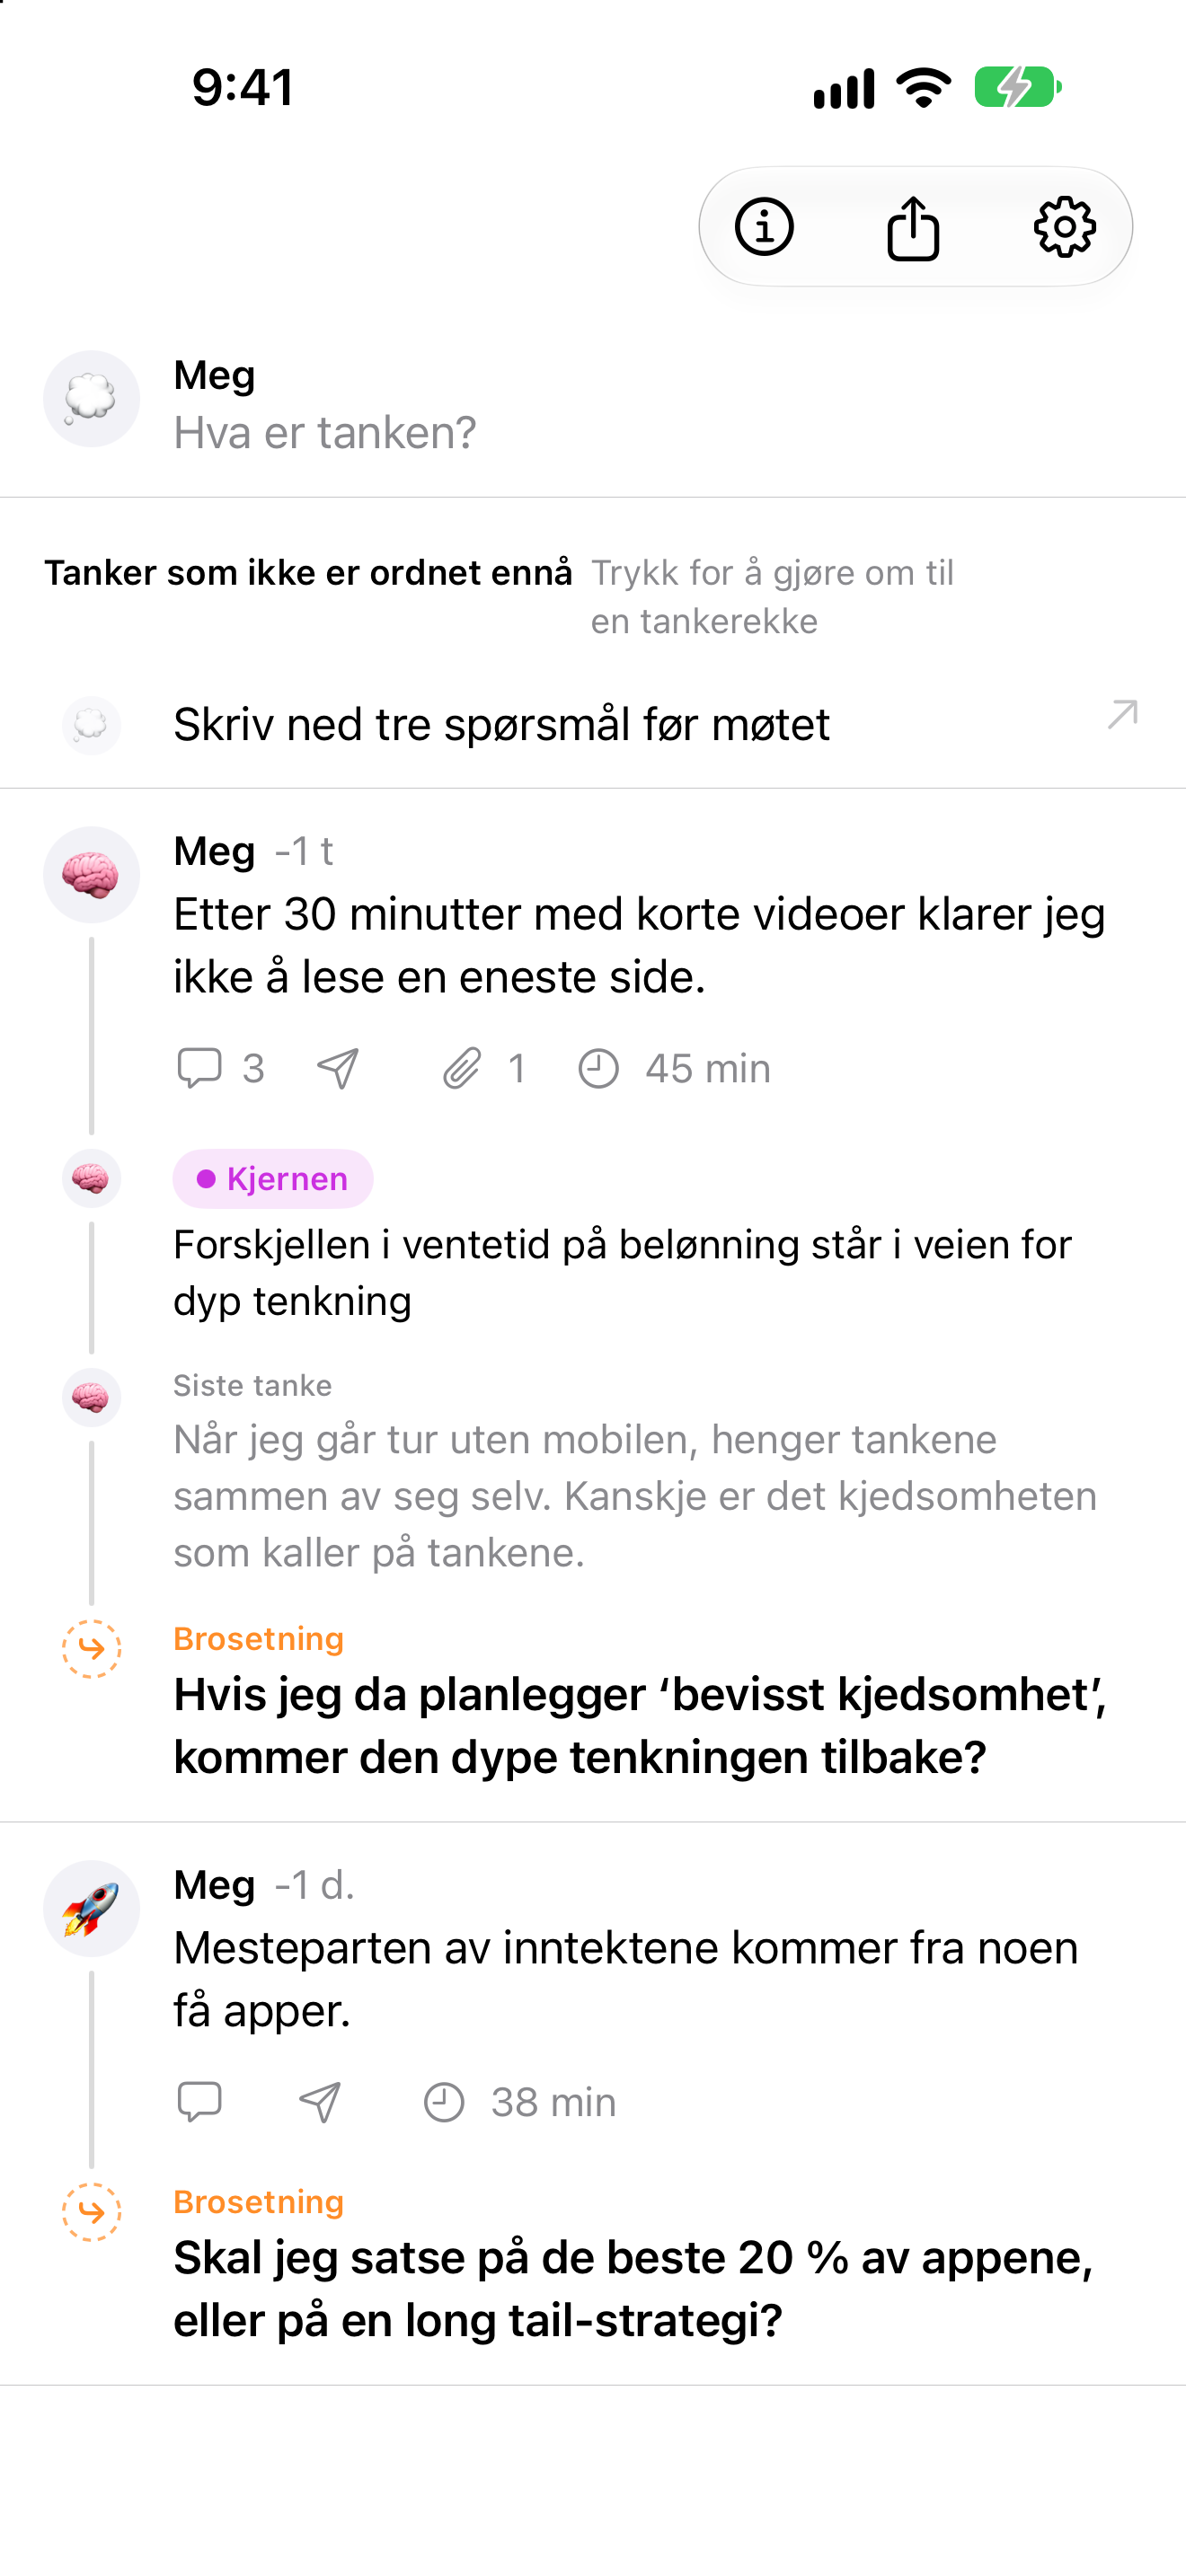 9:41
Meg
Hva er tanken?
Tanker som ikke er ordnet ennå
Trykk for å gjøre om til
en tankerekke
Skriv ned tre spørsmål før møtet
Meg -1 t
Etter 30 minutter med korte videoer klarer jeg
ikke å lese en eneste side.
3 1 45 min
Kjernen
Forskjellen i ventetid på belønning står i veien for
dyp tenkning
Siste tanke
Når jeg går tur uten mobilen, henger tankene
sammen av seg selv. Kanskje er det kjedsomheten
som kaller på tankene.
Brosetning
Hvis jeg da planlegger ‘bevisst kjedsomhet’,
kommer den dype tenkningen tilbake?
Meg -1 d.
Mesteparten av inntektene kommer fra noen
få apper.
38 min
Brosetning
Skal jeg satse på de beste 20 % av appene,
eller på en long tail-strategi?